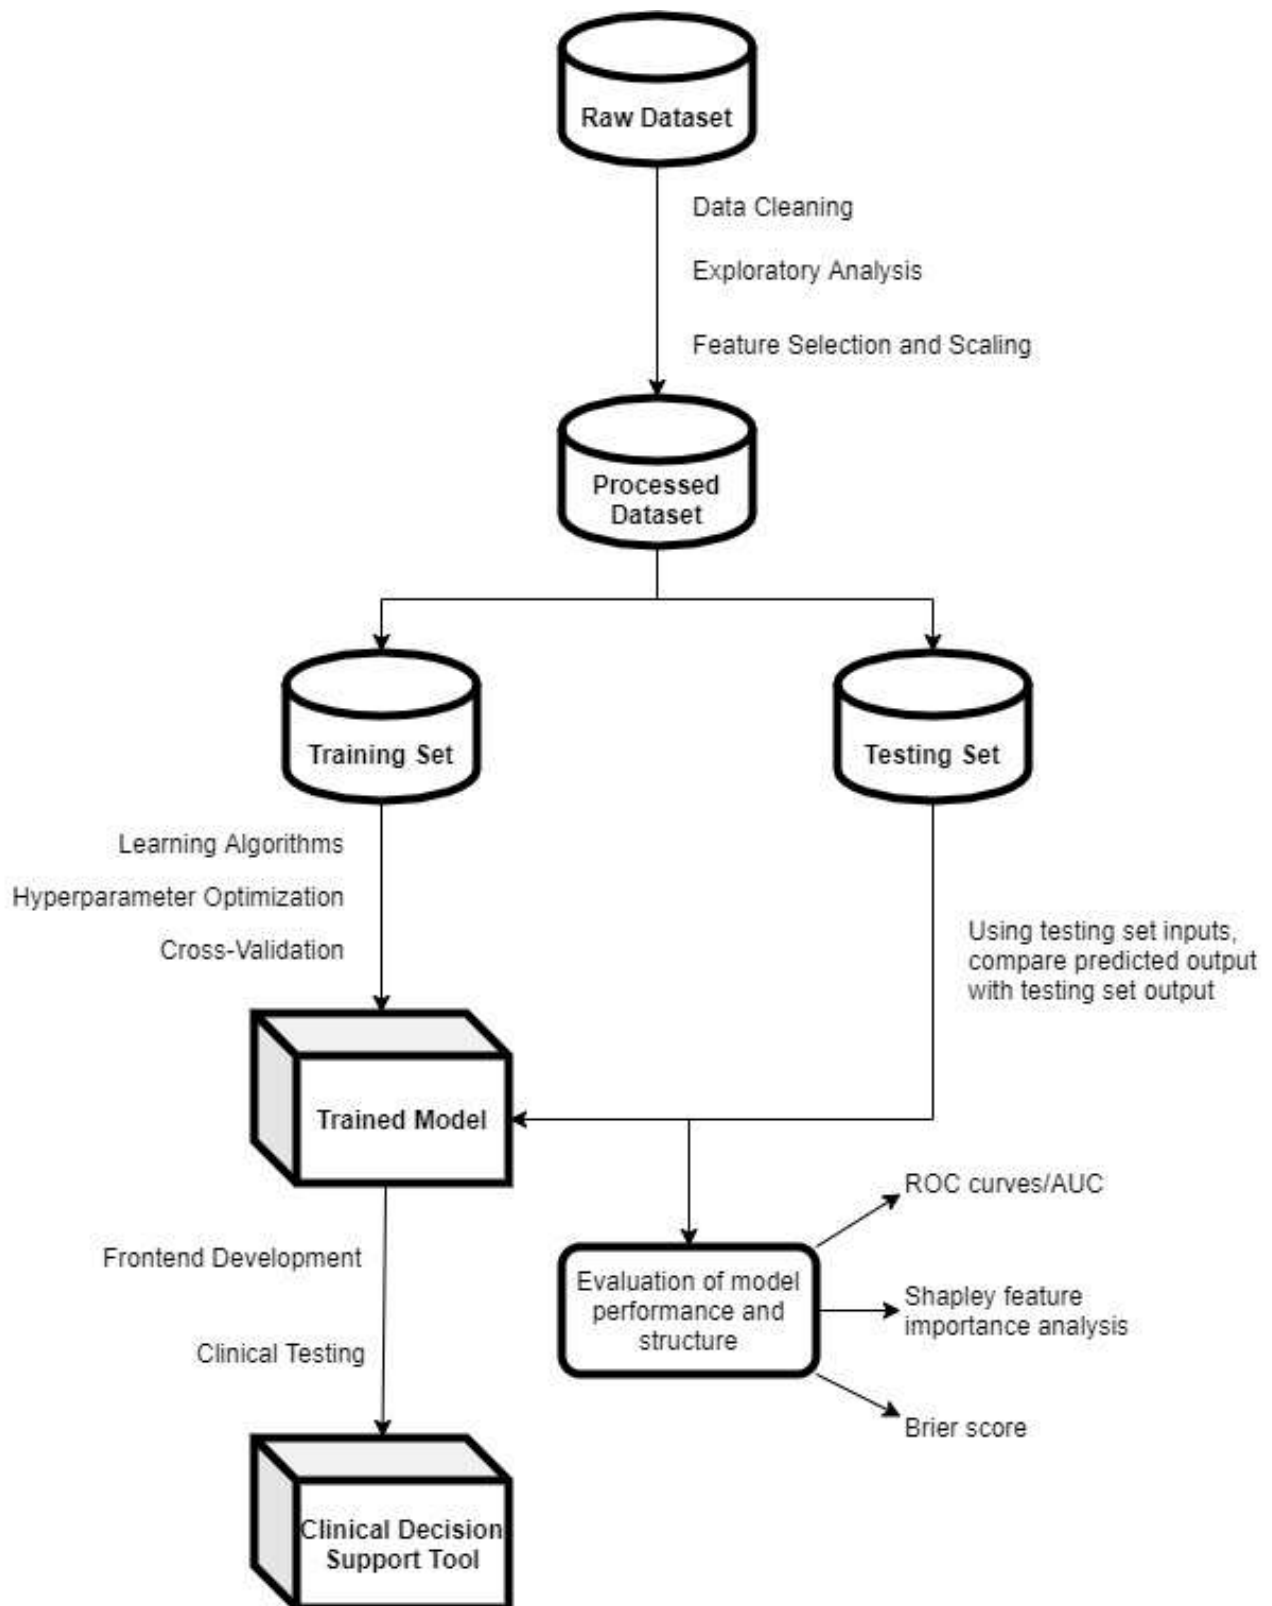 Raw Dataset
Data Cleaning
Exploratory Analysis
Feature Selection and Scaling
Processed
Dataset
Training Set
Testing Set
Learning Algorithms
Hyperparameter Optimization
Cross-Validation
Using testing set inputs,
compare predicted output
with testing set output
Trained Model
ROC curves/AUC
Frontend Development
Evaluation of model
performance and
structure
Shapley feature
importance analysis
Clinical Testing
Brier score
Clinical Decision
Support Tool